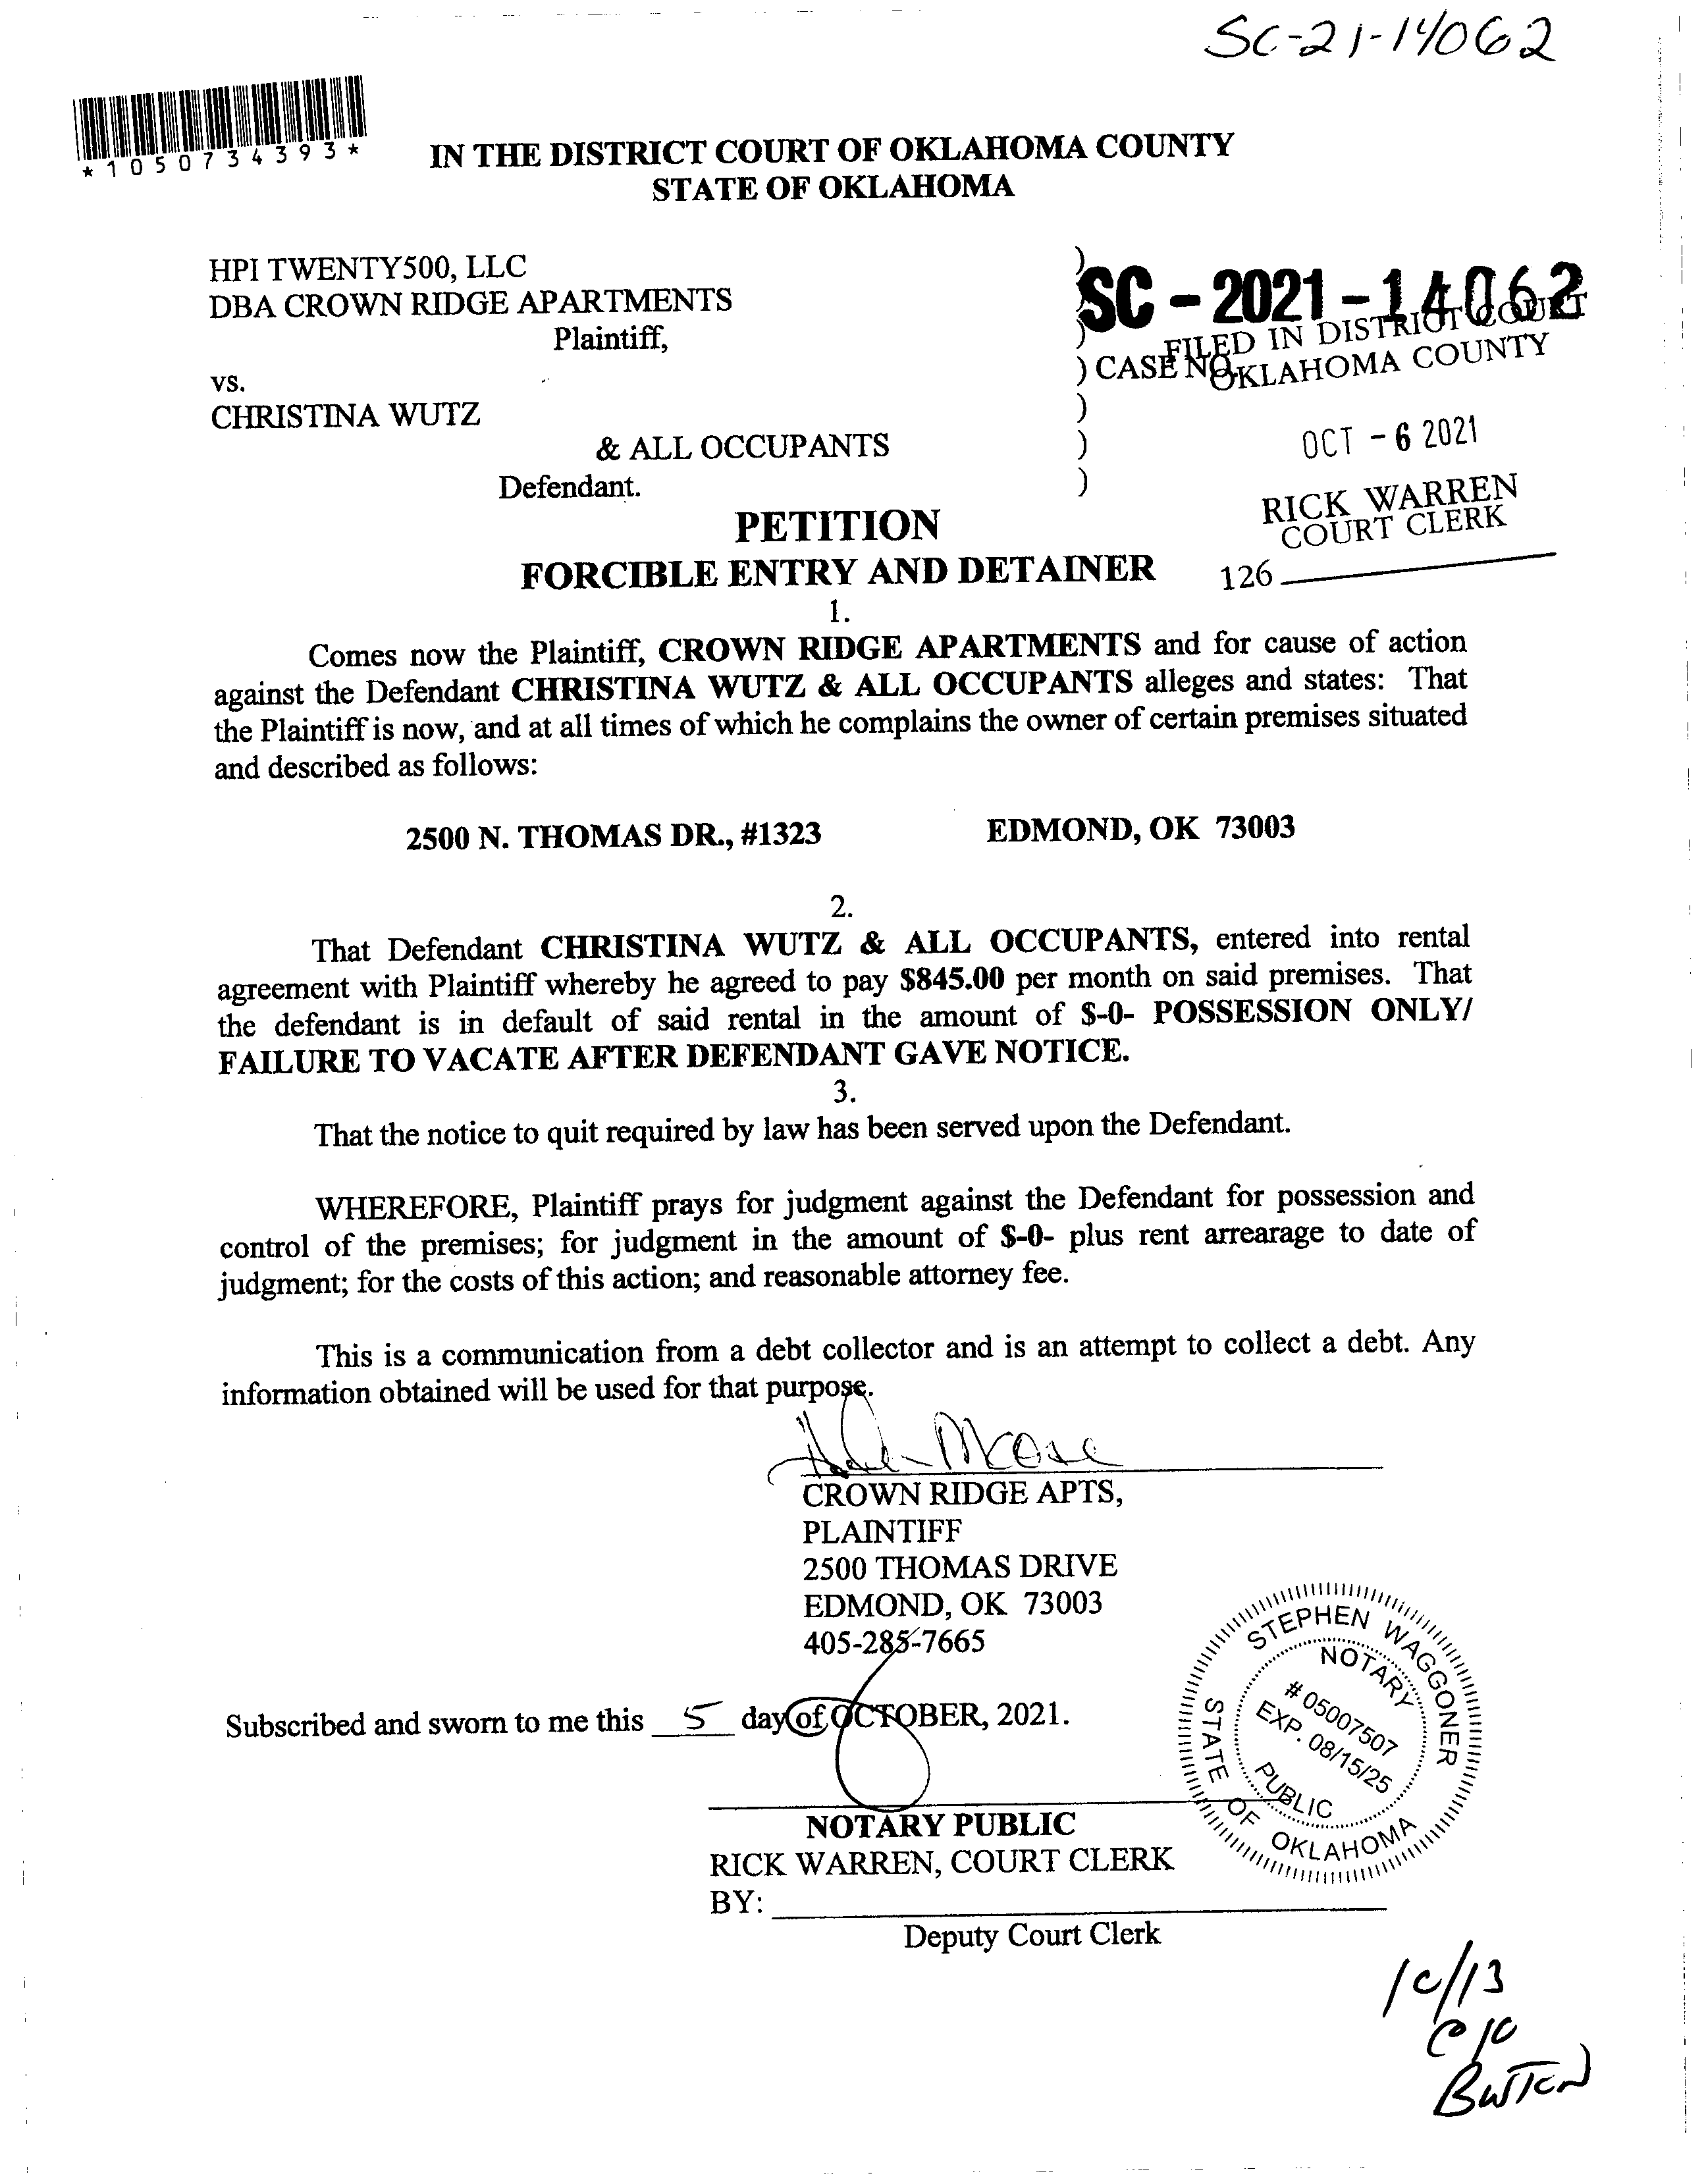 SC-21-14062
*1050734393*
IN THE DISTRICT COURT OF OKLAHOMA COUNTY
STATE OF OKLAHOMA
HPI TWENTY500, LLC
DBA CROWN RIDGE APARTMENTS
Plaintiff,
vs.
CHRISTINA WUTZ
& ALL OCCUPANTS
Defendant.
)
)
)
) CASE NO.
)
)
)
SC - 2021 - 14062
FILED IN DISTRICT COURT
OKLAHOMA COUNTY
OCT - 6 2021
RICK WARREN
COURT CLERK
126
PETITION
FORCIBLE ENTRY AND DETAINER
1.
Comes now the Plaintiff, CROWN RIDGE APARTMENTS and for cause of action
against the Defendant CHRISTINA WUTZ & ALL OCCUPANTS alleges and states: That
the Plaintiff is now, and at all times of which he complains the owner of certain premises situated
and described as follows:
2500 N. THOMAS DR., #1323 EDMOND, OK 73003
2.
That Defendant CHRISTINA WUTZ & ALL OCCUPANTS, entered into rental
agreement with Plaintiff whereby he agreed to pay $845.00 per month on said premises. That
the defendant is in default of said rental in the amount of $-0- POSSESSION ONLY/
FAILURE TO VACATE AFTER DEFENDANT GAVE NOTICE.
3.
That the notice to quit required by law has been served upon the Defendant.
WHEREFORE, Plaintiff prays for judgment against the Defendant for possession and
control of the premises; for judgment in the amount of $-0- plus rent arrearage to date of
judgment; for the costs of this action; and reasonable attorney fee.
This is a communication from a debt collector and is an attempt to collect a debt. Any
information obtained will be used for that purpose.
CROWN RIDGE APTS,
PLAINTIFF
2500 THOMAS DRIVE
EDMOND, OK 73003
405-285-7665
Subscribed and sworn to me this 5 day of OCTOBER, 2021.
NOTARY PUBLIC
RICK WARREN, COURT CLERK
BY:
Deputy Court Clerk
STEPHEN WAGGONER
NOTARY
# 05007507
EXP. 08/15/25
PUBLIC
STATE OF OKLAHOMA
10/13
@ 10